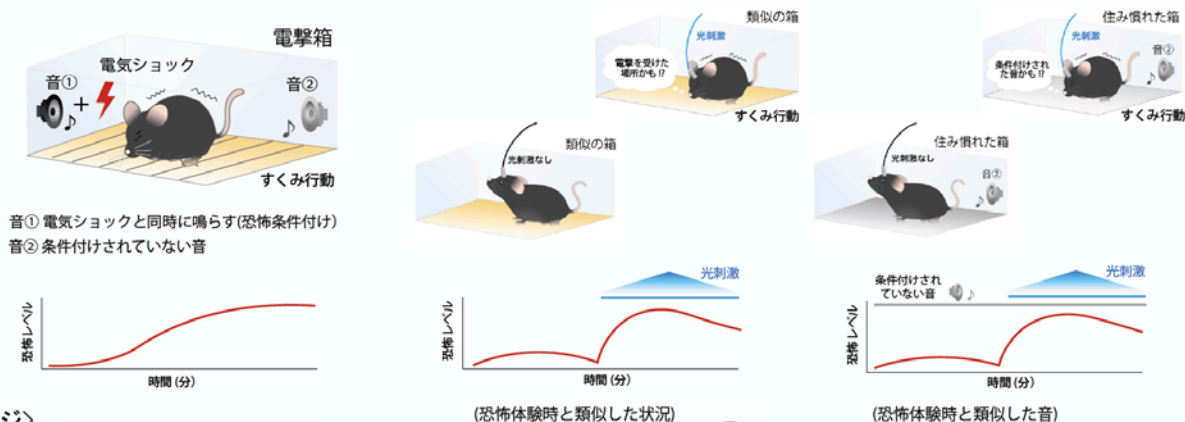 電撃箱
電気ショック
音①
+
音②
すくみ行動
音① 電気ショックと同時に鳴らす(恐怖条件付け)
音② 条件付けされていない音
恐怖レベル
時間(分)
類似の箱
光刺激
電撃を受けた
場所かも!?
すくみ行動
類似の箱
光刺激なし
光刺激
恐怖レベル
時間(分)
(恐怖体験時と類似した状況)
住み慣れた箱
光刺激
音②
条件付けされ
た音かも!?
すくみ行動
住み慣れた箱
光刺激なし
音②
条件付けされ
ていない音
光刺激
恐怖レベル
時間(分)
(恐怖体験時と類似した音)
ジ〉